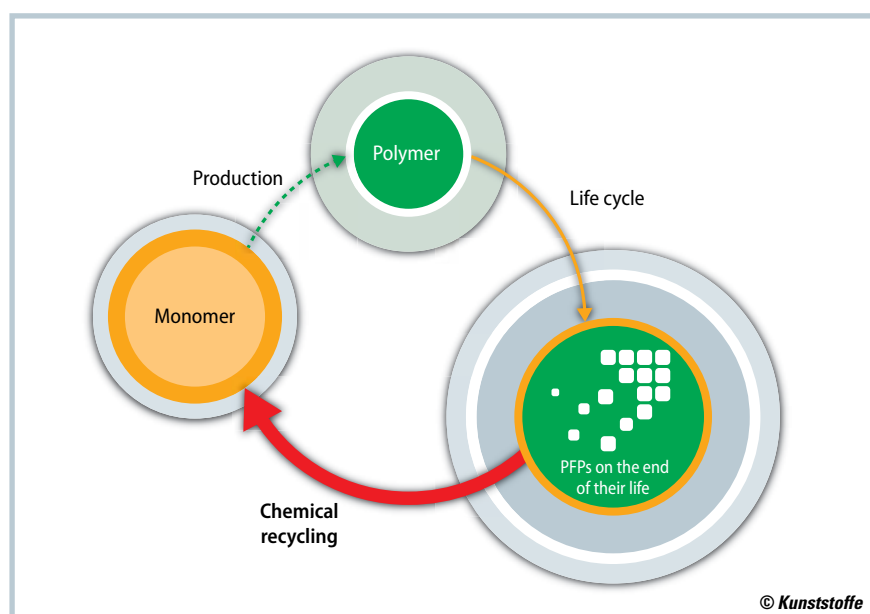 Polymer
Production
Life cycle
Monomer
PFPs on the end
of their life
Chemical
recycling
© Kunststoffe